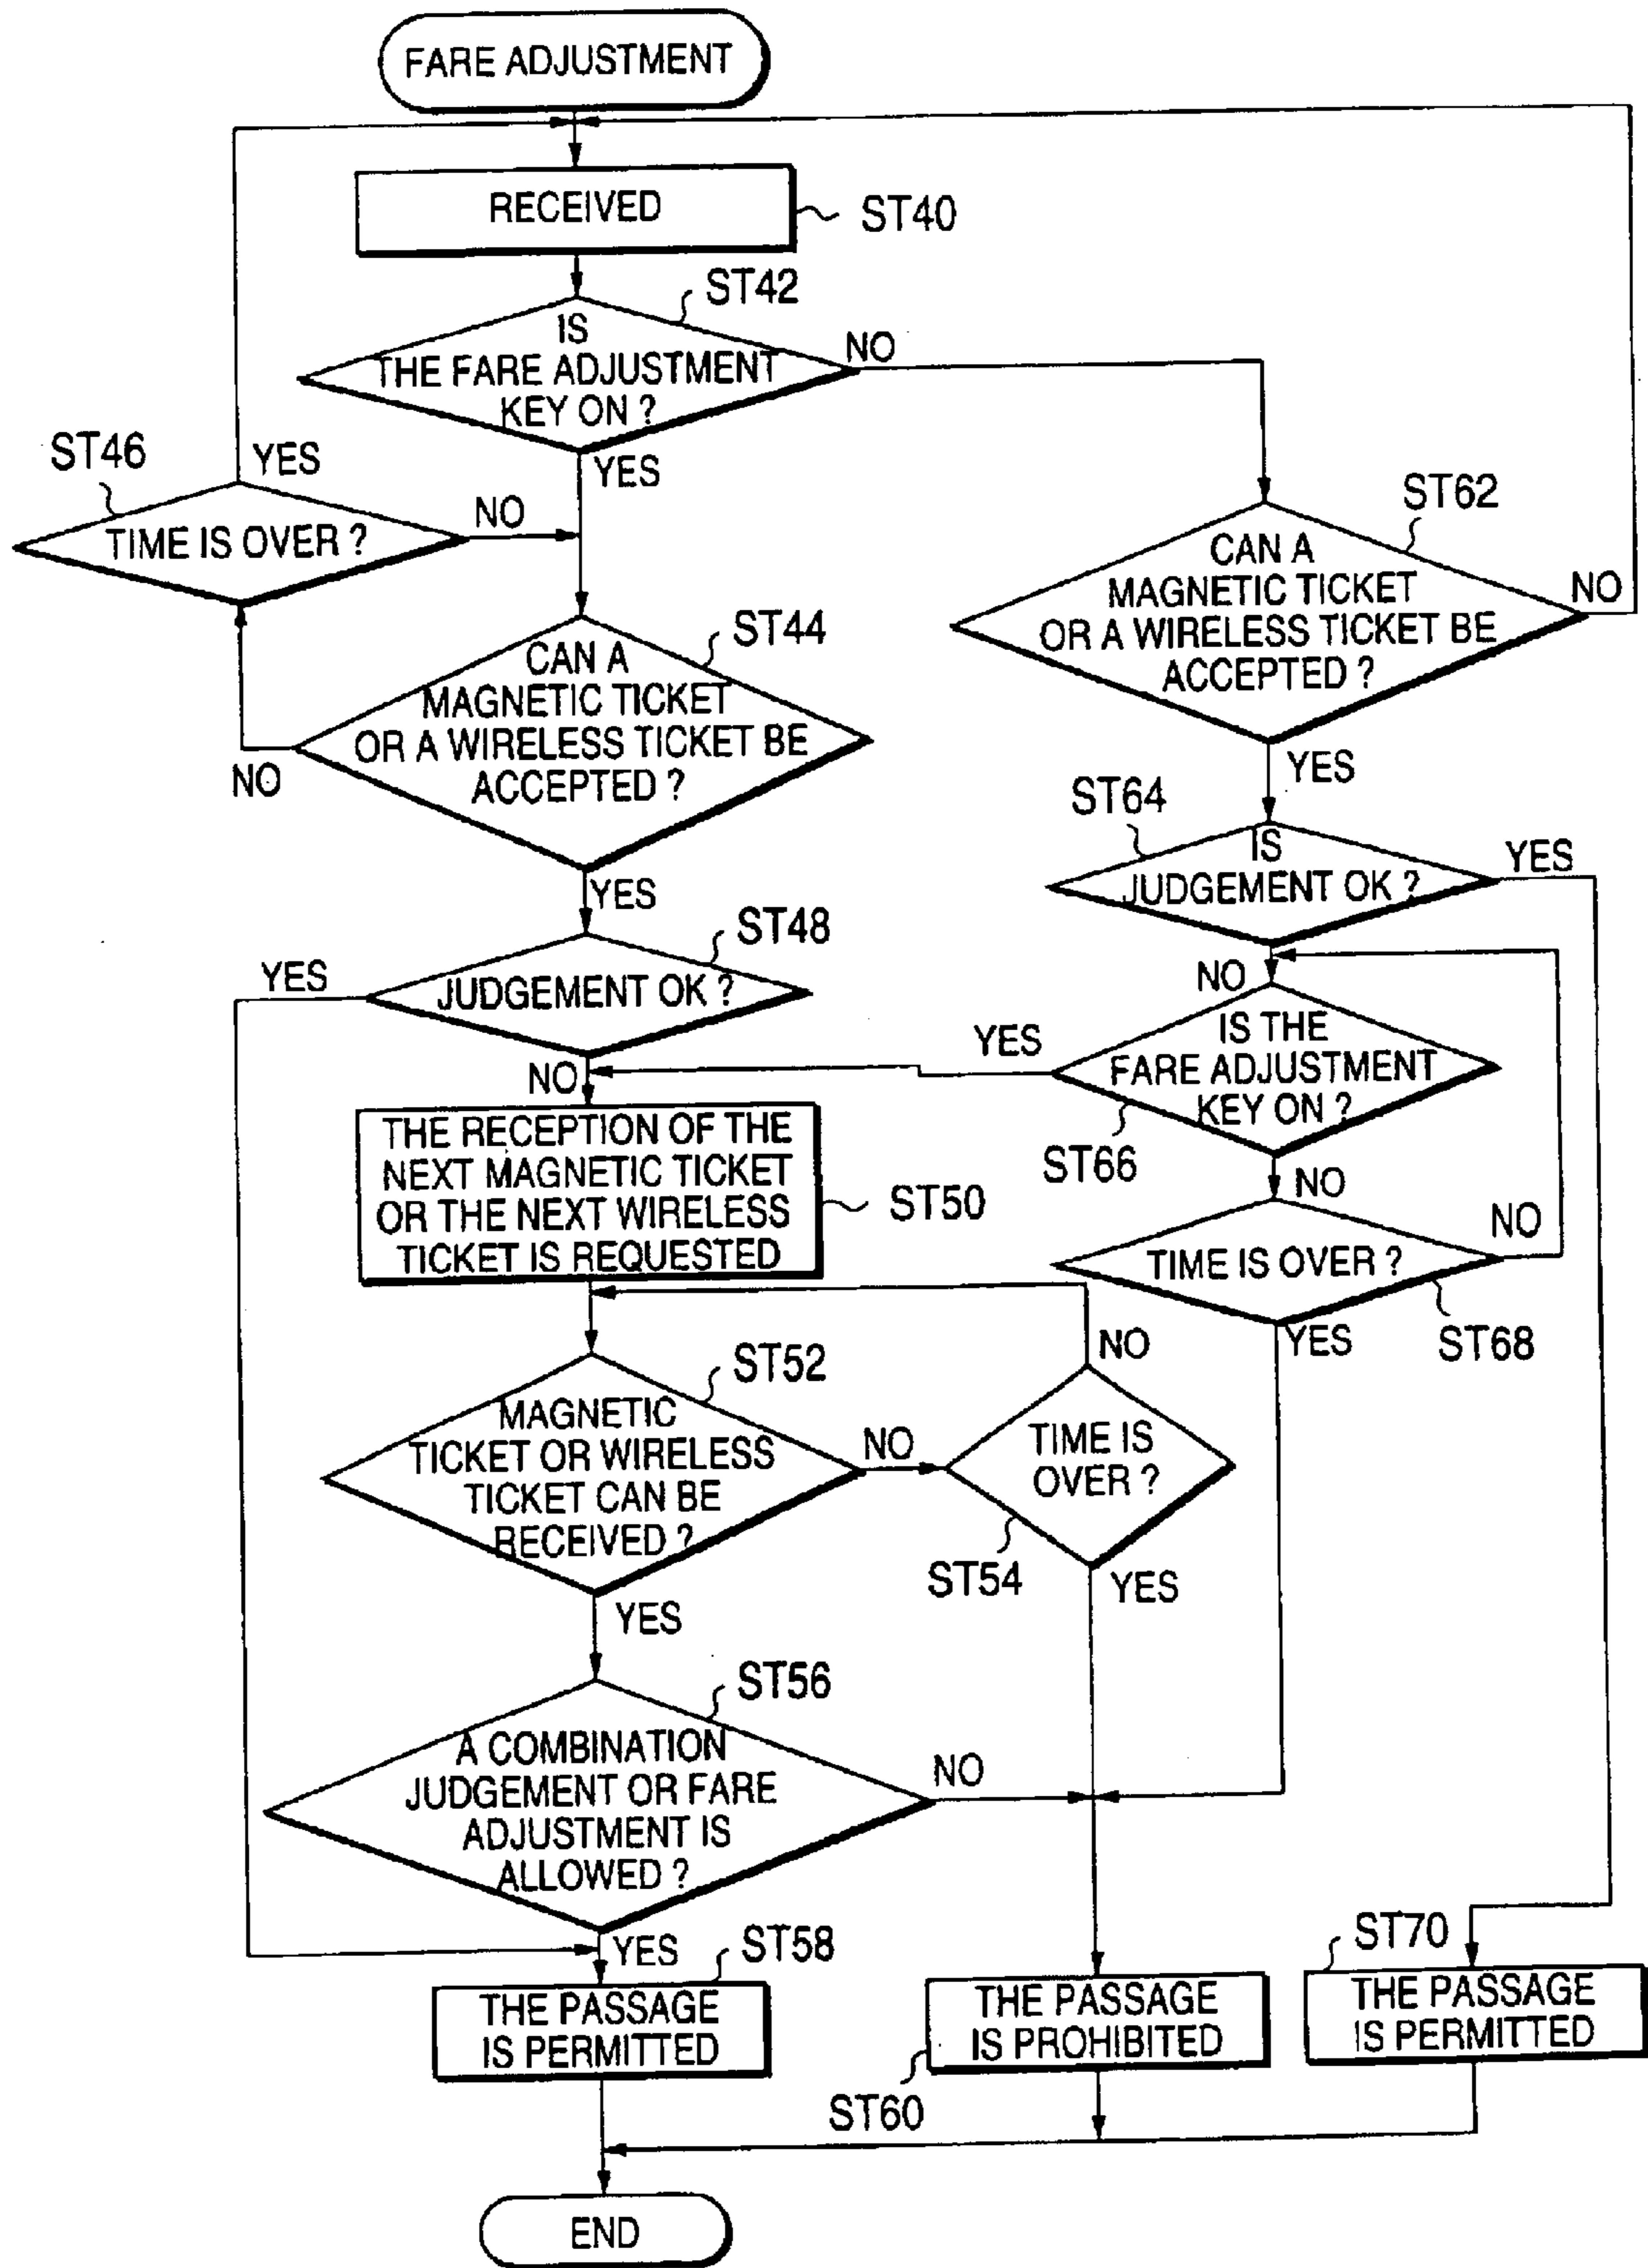 FARE ADJUSTMENT
RECEIVED
ST40
ST42
IS
THE FARE ADJUSTMENT
KEY ON ?
NO
YES
ST46
YES
TIME IS OVER ?
NO
ST62
CAN A
MAGNETIC TICKET
OR A WIRELESS TICKET BE
ACCEPTED ?
NO
YES
ST44
CAN A
MAGNETIC TICKET
OR A WIRELESS TICKET BE
ACCEPTED ?
NO
YES
ST64
IS
JUDGEMENT OK ?
YES
NO
ST48
JUDGEMENT OK ?
YES
NO
IS THE
FARE ADJUSTMENT
KEY ON ?
YES
ST66
NO
THE RECEPTION OF THE
NEXT MAGNETIC TICKET
OR THE NEXT WIRELESS
TICKET IS REQUESTED
ST50
TIME IS OVER ?
NO
YES
ST68
ST52
MAGNETIC
TICKET OR WIRELESS
TICKET CAN BE
RECEIVED ?
NO
YES
NO
TIME IS
OVER ?
ST54
YES
ST56
A COMBINATION
JUDGEMENT OR FARE
ADJUSTMENT IS
ALLOWED ?
NO
YES
ST58
THE PASSAGE
IS PERMITTED
THE PASSAGE
IS PROHIBITED
ST60
ST70
THE PASSAGE
IS PERMITTED
END